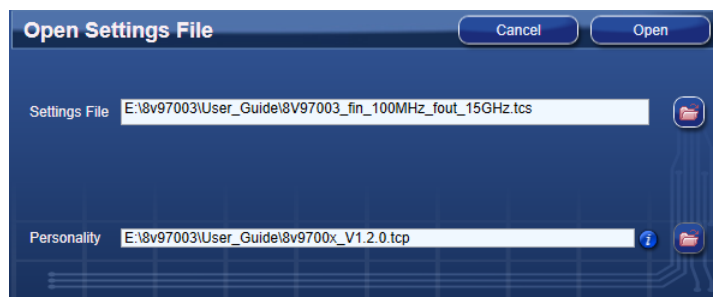 Open Settings File Cancel Open
Settings File E:\8v97003\User_Guide\8V97003_fin_100MHz_fout_15GHz.tcs
Personality E:\8v97003\User_Guide\8v9700x_V1.2.0.tcp i